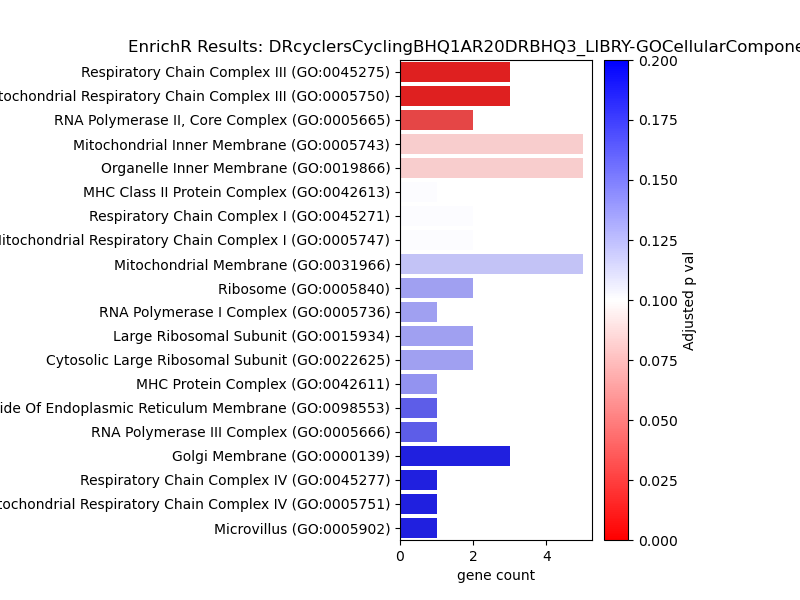 EnrichR Results: DRcyclersCyclingBHQ1AR20DRBHQ3_LIBRY-GOCellularCompone
Respiratory Chain Complex III (GO:0045275)
tochondrial Respiratory Chain Complex III (GO:0005750)
RNA Polymerase II, Core Complex (GO:0005665)
Mitochondrial Inner Membrane (GO:0005743)
Organelle Inner Membrane (GO:0019866)
MHC Class II Protein Complex (GO:0042613)
Respiratory Chain Complex I (GO:0045271)
itochondrial Respiratory Chain Complex I (GO:0005747)
Mitochondrial Membrane (GO:0031966)
Ribosome (GO:0005840)
RNA Polymerase I Complex (GO:0005736)
Large Ribosomal Subunit (GO:0015934)
Cytosolic Large Ribosomal Subunit (GO:0022625)
MHC Protein Complex (GO:0042611)
ide Of Endoplasmic Reticulum Membrane (GO:0098553)
RNA Polymerase III Complex (GO:0005666)
Golgi Membrane (GO:0000139)
Respiratory Chain Complex IV (GO:0045277)
tochondrial Respiratory Chain Complex IV (GO:0005751)
Microvillus (GO:0005902)
0 2 4
gene count
0.200
0.175
0.150
0.125
0.100
0.075
0.050
0.025
0.000
Adjusted p val